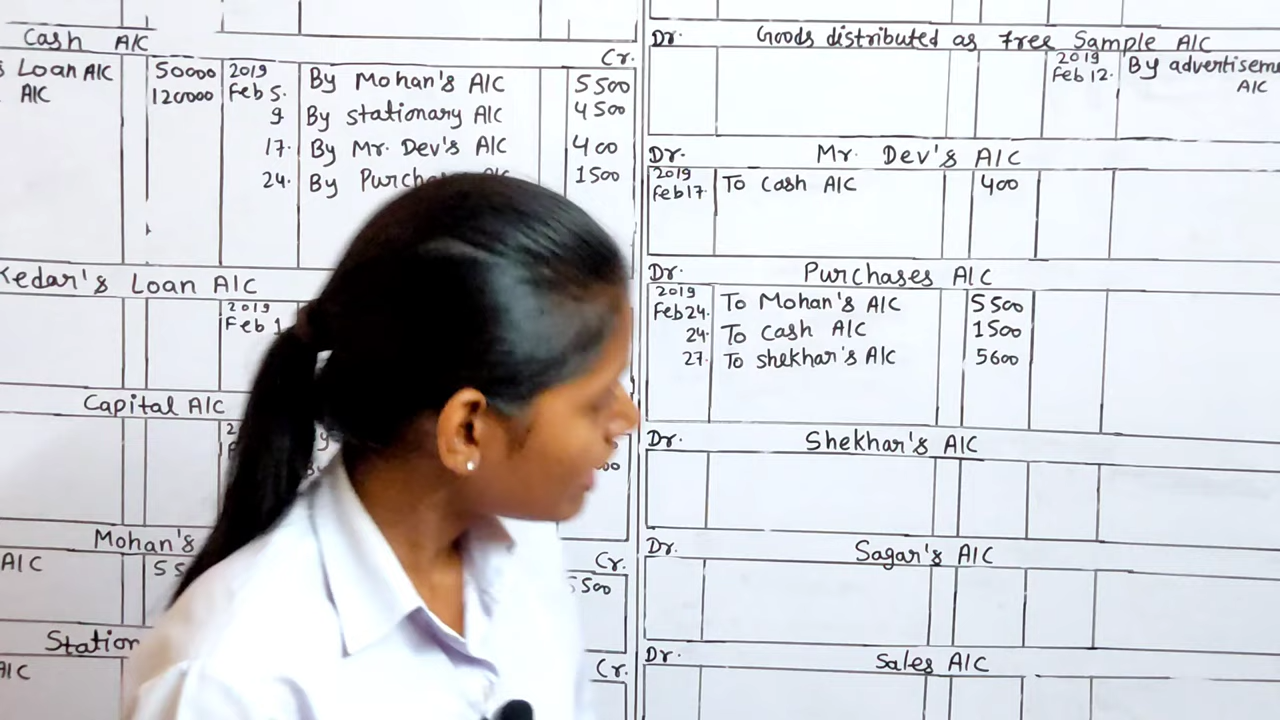 Cash A/C
Cr.
s Loan A/C 50000 2019 By Mohan's A/C 5500
A/C 120000 Feb 5.
9 By stationary A/C 4500
17. By Mr. Dev's A/C 400
24. By Purch A/C 1500
Kedar's Loan A/C
2019
Feb 1
Capital A/C
Mohan's
Cr.
A/C 55 5500
Station
Cr.
A/C
Dr. Goods distributed as free Sample A/C
2019
Feb 12. By advertisem
A/C
Dr. Mr. Dev's A/C
2019
Feb 17. To Cash A/C 400
Dr. Purchases A/C
2019
Feb 24. To Mohan's A/C 5500
24. To Cash A/C 1500
27. To shekhar's A/C 5600
Dr. Shekhar's A/C
Dr. Sagar's A/C
Dr. Sales A/C